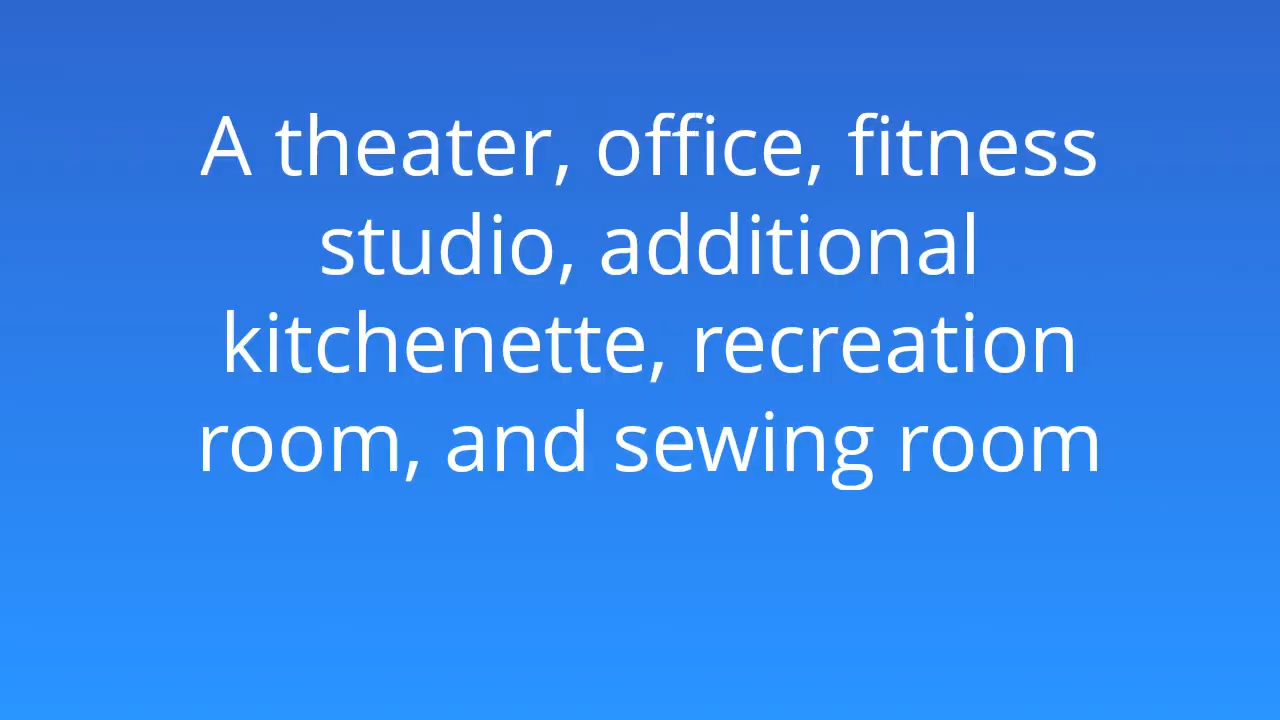 A theater, office, fitness
studio, additional
kitchenette, recreation
room, and sewing room